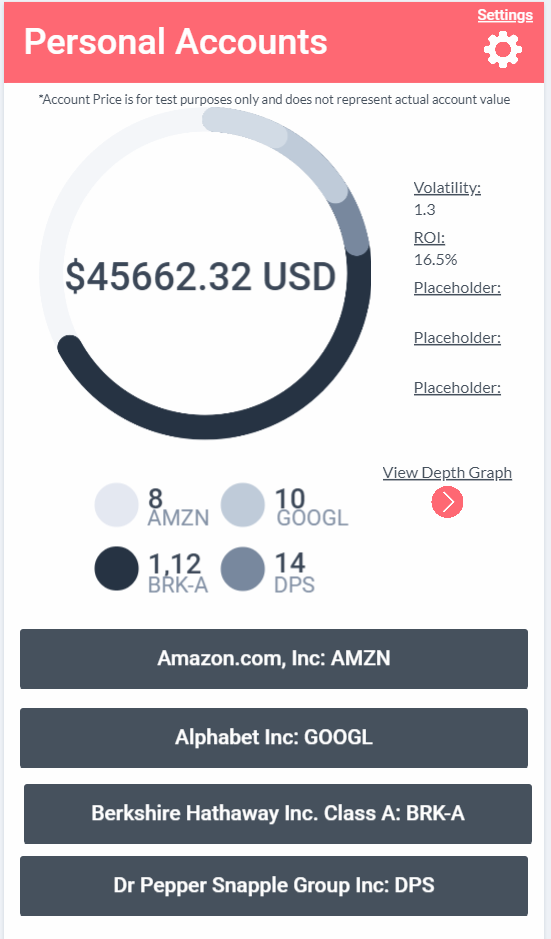 Settings
Personal Accounts
*Account Price is for test purposes only and does not represent actual account value
$45662.32 USD
Volatility:
1.3
ROI:
16.5%
Placeholder:
Placeholder:
Placeholder:
View Depth Graph
8
AMZN
10
GOOGL
1,12
BRK-A
14
DPS
Amazon.com, Inc: AMZN
Alphabet Inc: GOOGL
Berkshire Hathaway Inc. Class A: BRK-A
Dr Pepper Snapple Group Inc: DPS